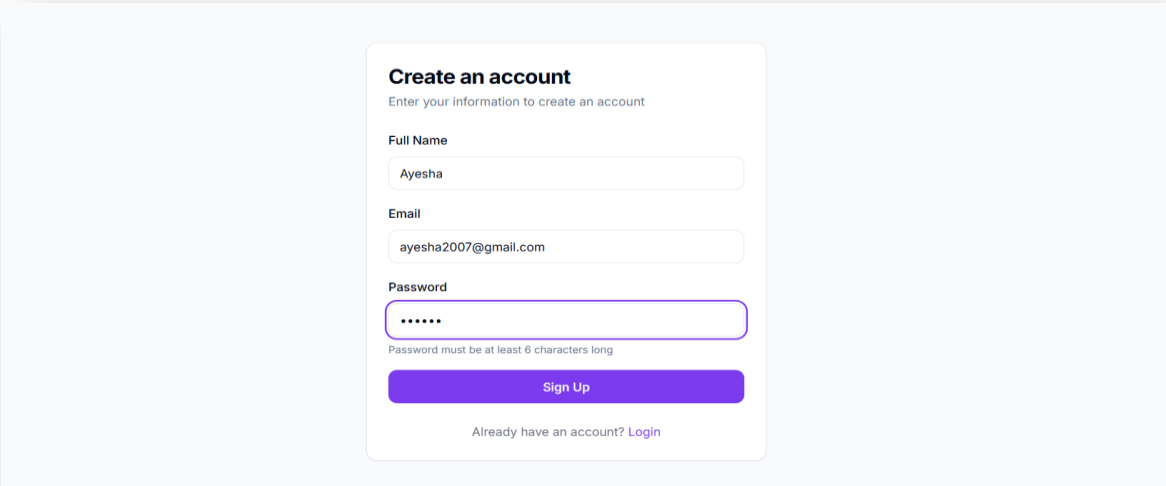 Create an account
Enter your information to create an account
Full Name
Ayesha
Email
ayesha2007@gmail.com
Password
••••••
Password must be at least 6 characters long
Sign Up
Already have an account? Login